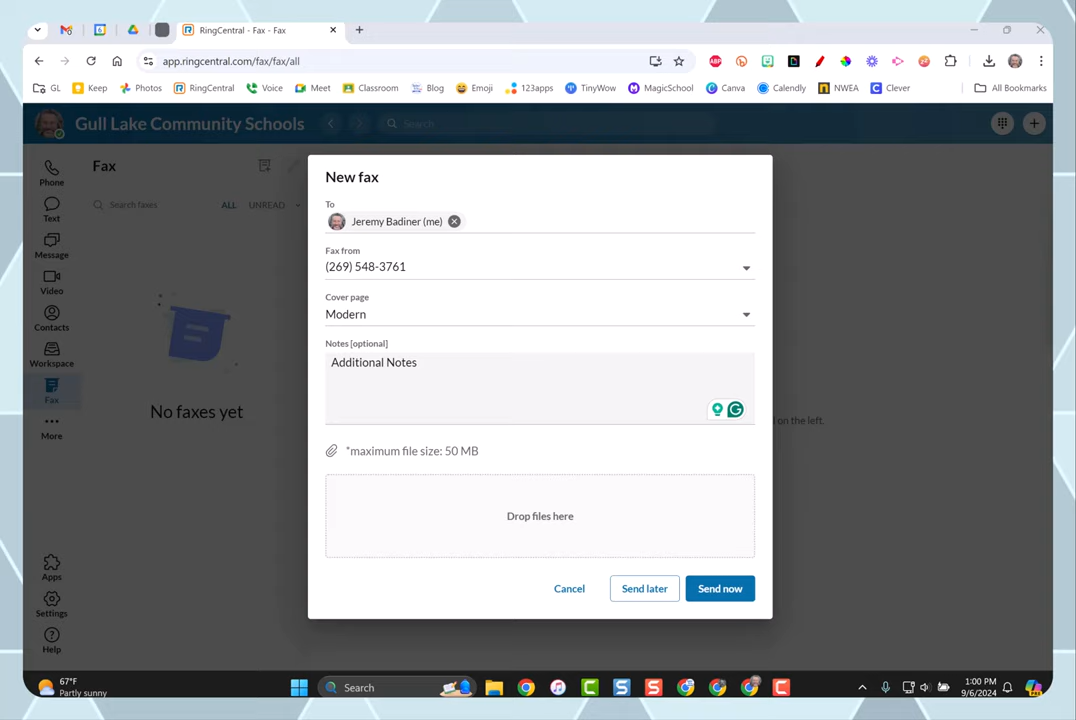 RingCentral - Fax - Fax
app.ringcentral.com/fax/fax/all
GL Keep Photos RingCentral Voice Meet Classroom Blog Emoji 123apps TinyWow MagicSchool Canva Calendly NWEA Clever All Bookmarks
Gull Lake Community Schools
Search
Phone
Text
Message
Video
Contacts
Workspace
Fax
More
Apps
Settings
Help
Fax
Search faxes ALL UNREAD
No faxes yet
New fax
To
Jeremy Badiner (me)
Fax from
(269) 548-3761
Cover page
Modern
Notes [optional]
Additional Notes
*maximum file size: 50 MB
Drop files here
Cancel Send later Send now
d on the left.
67°F
Partly sunny
Search
1:00 PM
9/6/2024